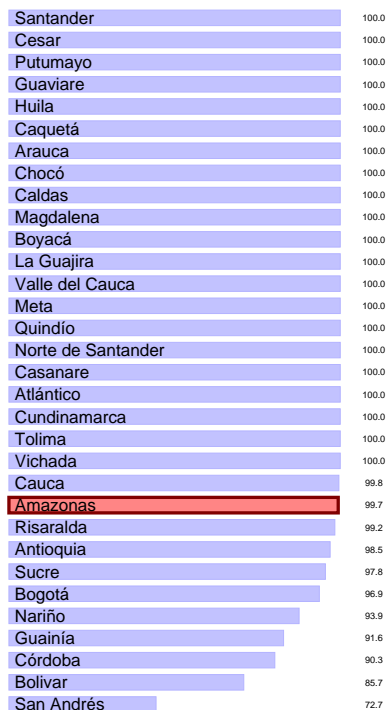 Santander 100.0
Cesar 100.0
Putumayo 100.0
Guaviare 100.0
Huila 100.0
Caquetá 100.0
Arauca 100.0
Chocó 100.0
Caldas 100.0
Magdalena 100.0
Boyacá 100.0
La Guajira 100.0
Valle del Cauca 100.0
Meta 100.0
Quindío 100.0
Norte de Santander 100.0
Casanare 100.0
Atlántico 100.0
Cundinamarca 100.0
Tolima 100.0
Vichada 100.0
Cauca 99.8
Amazonas 99.7
Risaralda 99.2
Antioquia 98.5
Sucre 97.8
Bogotá 96.9
Nariño 93.9
Guainía 91.6
Córdoba 90.3
Bolivar 85.7
San Andrés 72.7